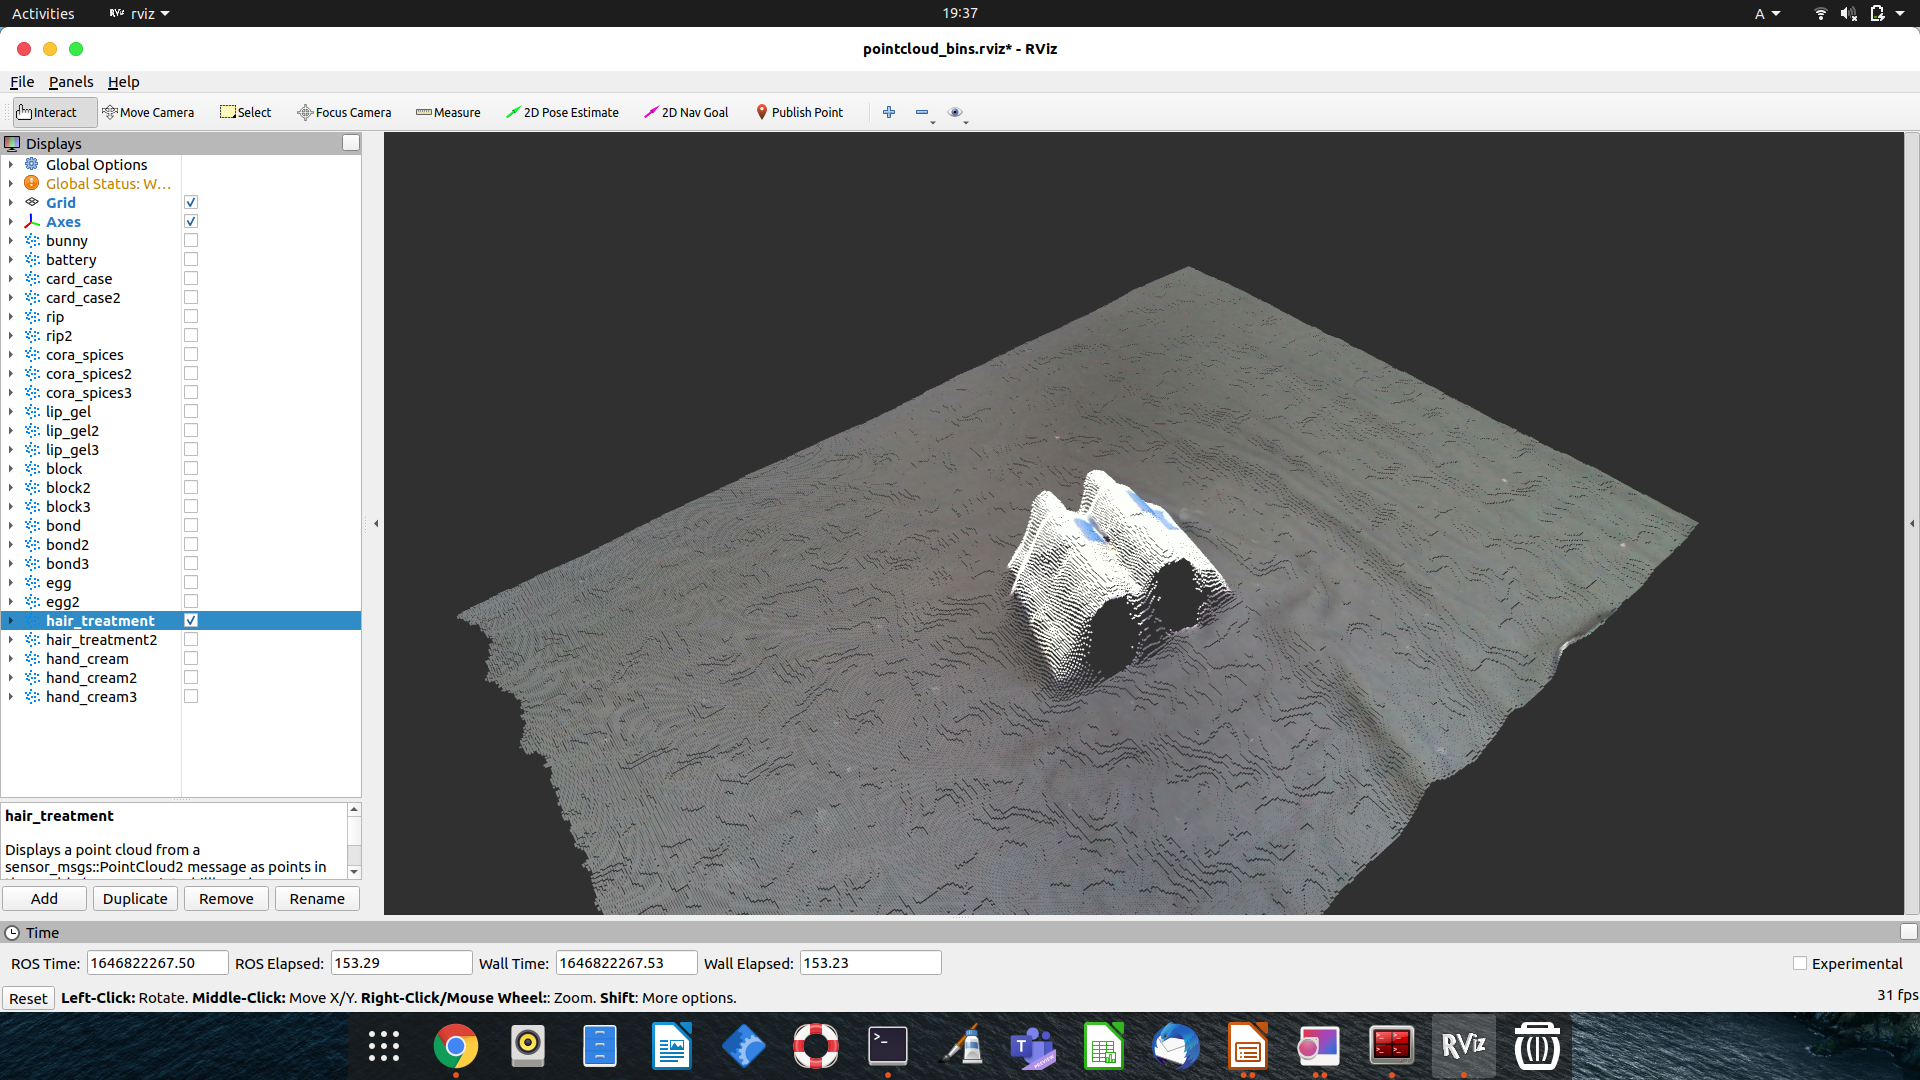 Activities
RViz
rviz
19:37
A
pointcloud_bins.rviz* - RViz
File Panels Help
Interact Move Camera Select Focus Camera Measure 2D Pose Estimate 2D Nav Goal Publish Point
Displays
Global Options
Global Status: W...
Grid
Axes
bunny
battery
card_case
card_case2
rip
rip2
cora_spices
cora_spices2
cora_spices3
lip_gel
lip_gel2
lip_gel3
block
block2
block3
bond
bond2
bond3
egg
egg2
hair_treatment
hair_treatment2
hand_cream
hand_cream2
hand_cream3
hair_treatment
Displays a point cloud from a
sensor_msgs::PointCloud2 message as points in
Add Duplicate Remove Rename
Time
ROS Time: 1646822267.50 ROS Elapsed: 153.29 Wall Time: 1646822267.53 Wall Elapsed: 153.23 Experimental
Reset Left-Click: Rotate. Middle-Click: Move X/Y. Right-Click/Mouse Wheel:: Zoom. Shift: More options. 31 fps
>_
T
PREVIEW
RViz